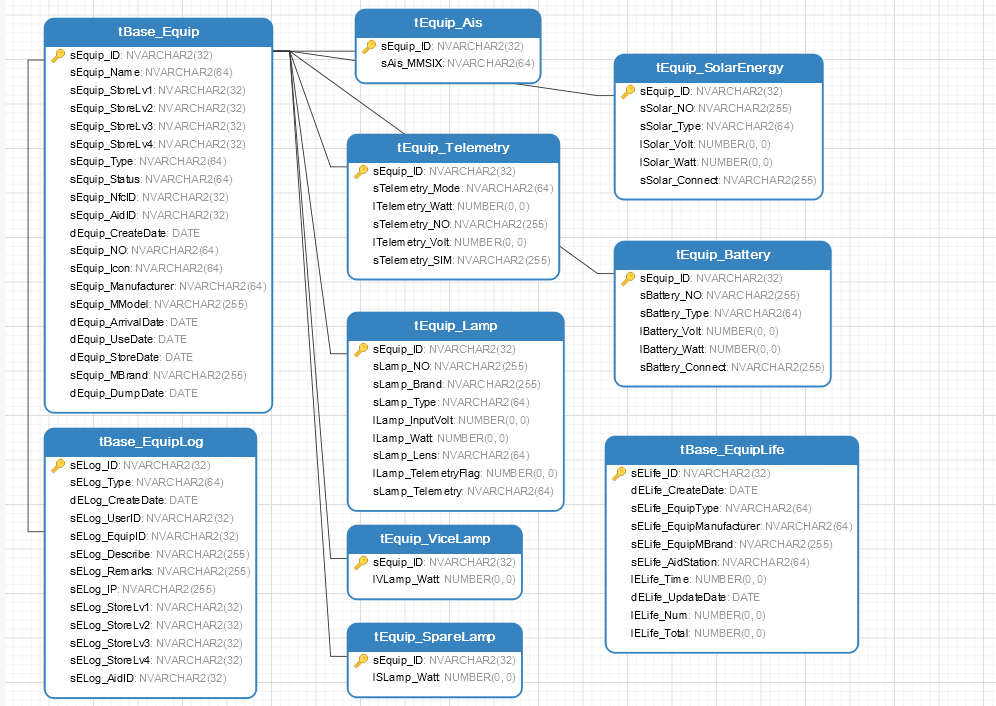 tBase_Equip
sEquip_ID: NVARCHAR2(32)
sEquip_Name: NVARCHAR2(64)
sEquip_StoreLv1: NVARCHAR2(32)
sEquip_StoreLv2: NVARCHAR2(32)
sEquip_StoreLv3: NVARCHAR2(32)
sEquip_StoreLv4: NVARCHAR2(32)
sEquip_Type: NVARCHAR2(64)
sEquip_Status: NVARCHAR2(64)
sEquip_NfcID: NVARCHAR2(32)
sEquip_AidID: NVARCHAR2(32)
dEquip_CreateDate: DATE
sEquip_NO: NVARCHAR2(64)
sEquip_Icon: NVARCHAR2(64)
sEquip_Manufacturer: NVARCHAR2(64)
sEquip_MModel: NVARCHAR2(255)
dEquip_ArrivalDate: DATE
dEquip_UseDate: DATE
dEquip_StoreDate: DATE
sEquip_MBrand: NVARCHAR2(255)
dEquip_DumpDate: DATE
tBase_EquipLog
sELog_ID: NVARCHAR2(32)
sELog_Type: NVARCHAR2(64)
dELog_CreateDate: DATE
sELog_UserID: NVARCHAR2(32)
sELog_EquipID: NVARCHAR2(32)
sELog_Describe: NVARCHAR2(255)
sELog_Remarks: NVARCHAR2(255)
sELog_IP: NVARCHAR2(255)
sELog_StoreLv1: NVARCHAR2(32)
sELog_StoreLv2: NVARCHAR2(32)
sELog_StoreLv3: NVARCHAR2(32)
sELog_StoreLv4: NVARCHAR2(32)
sELog_AidID: NVARCHAR2(32)
tEquip_Ais
sEquip_ID: NVARCHAR2(32)
sAis_MMSIX: NVARCHAR2(64)
tEquip_Telemetry
sEquip_ID: NVARCHAR2(32)
sTelemetry_Mode: NVARCHAR2(64)
lTelemetry_Watt: NUMBER(0, 0)
sTelemetry_NO: NVARCHAR2(255)
lTelemetry_Volt: NUMBER(0, 0)
sTelemetry_SIM: NVARCHAR2(255)
tEquip_Lamp
sEquip_ID: NVARCHAR2(32)
sLamp_NO: NVARCHAR2(255)
sLamp_Brand: NVARCHAR2(255)
sLamp_Type: NVARCHAR2(64)
lLamp_InputVolt: NUMBER(0, 0)
lLamp_Watt: NUMBER(0, 0)
sLamp_Lens: NVARCHAR2(64)
lLamp_TelemetryFlag: NUMBER(0, 0)
sLamp_Telemetry: NVARCHAR2(64)
tEquip_ViceLamp
sEquip_ID: NVARCHAR2(32)
lVLamp_Watt: NUMBER(0, 0)
tEquip_SpareLamp
sEquip_ID: NVARCHAR2(32)
lSLamp_Watt: NUMBER(0, 0)
tEquip_SolarEnergy
sEquip_ID: NVARCHAR2(32)
sSolar_NO: NVARCHAR2(255)
sSolar_Type: NVARCHAR2(64)
lSolar_Volt: NUMBER(0, 0)
lSolar_Watt: NUMBER(0, 0)
sSolar_Connect: NVARCHAR2(255)
tEquip_Battery
sEquip_ID: NVARCHAR2(32)
sBattery_NO: NVARCHAR2(255)
sBattery_Type: NVARCHAR2(64)
lBattery_Volt: NUMBER(0, 0)
lBattery_Watt: NUMBER(0, 0)
sBattery_Connect: NVARCHAR2(255)
tBase_EquipLife
sELife_ID: NVARCHAR2(32)
dELife_CreateDate: DATE
sELife_EquipType: NVARCHAR2(64)
sELife_EquipManufacturer: NVARCHAR2(64)
sELife_EquipMBrand: NVARCHAR2(255)
sELife_AidStation: NVARCHAR2(64)
lELife_Time: NUMBER(0, 0)
dELife_UpdateDate: DATE
lELife_Num: NUMBER(0, 0)
lELife_Total: NUMBER(0, 0)